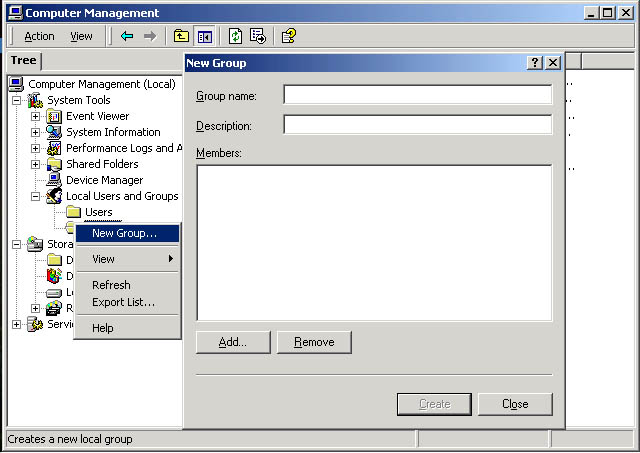 Computer Management
Action View
Tree
Computer Management (Local)
System Tools
Event Viewer
System Information
Performance Logs and A
Shared Folders
Device Manager
Local Users and Groups
Users
Stora
D
D
Lo
R
Servi
New Group...
View
Refresh
Export List...
Help
New Group
Group name:
Description:
Members:
Add...
Remove
Create
Close
Creates a new local group